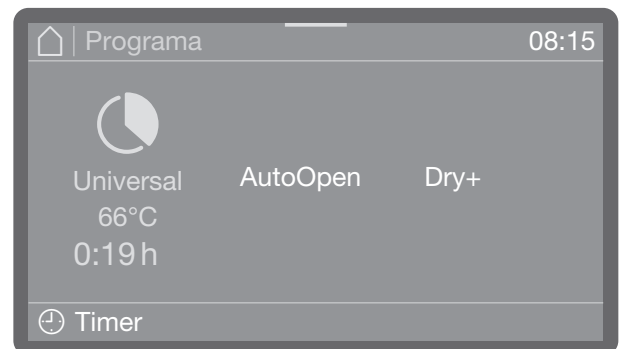 Programa 08:15
Universal AutoOpen Dry+
66°C
0:19 h
Timer